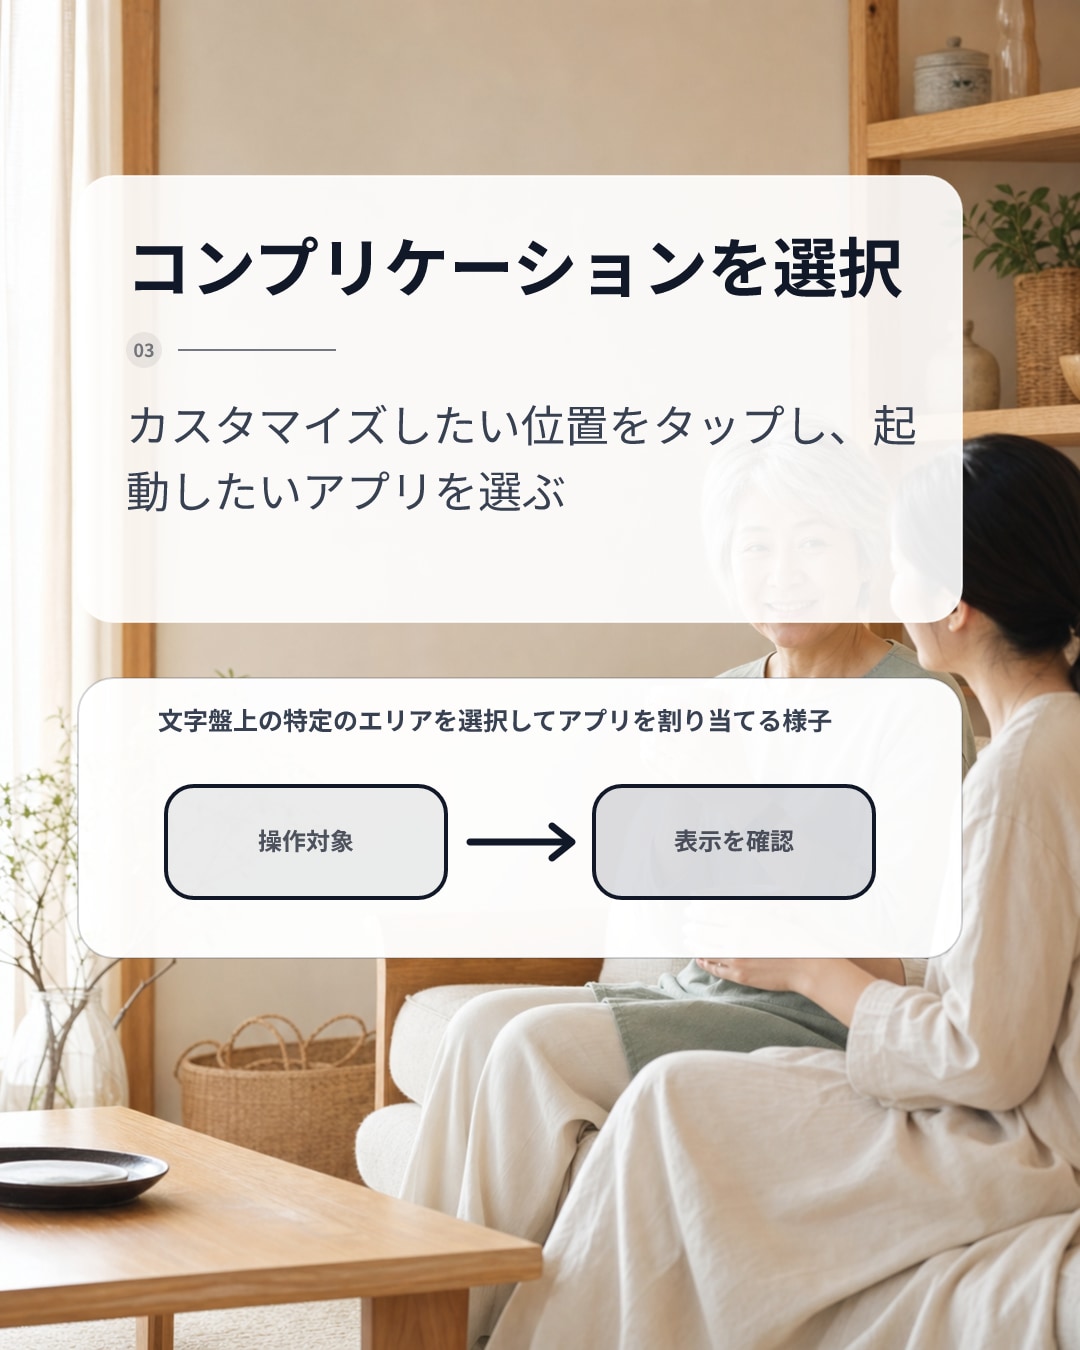 コンプリケーションを選択
03
カスタマイズしたい位置をタップし、起
動したいアプリを選ぶ
文字盤上の特定のエリアを選択してアプリを割り当てる様子
操作対象
表示を確認